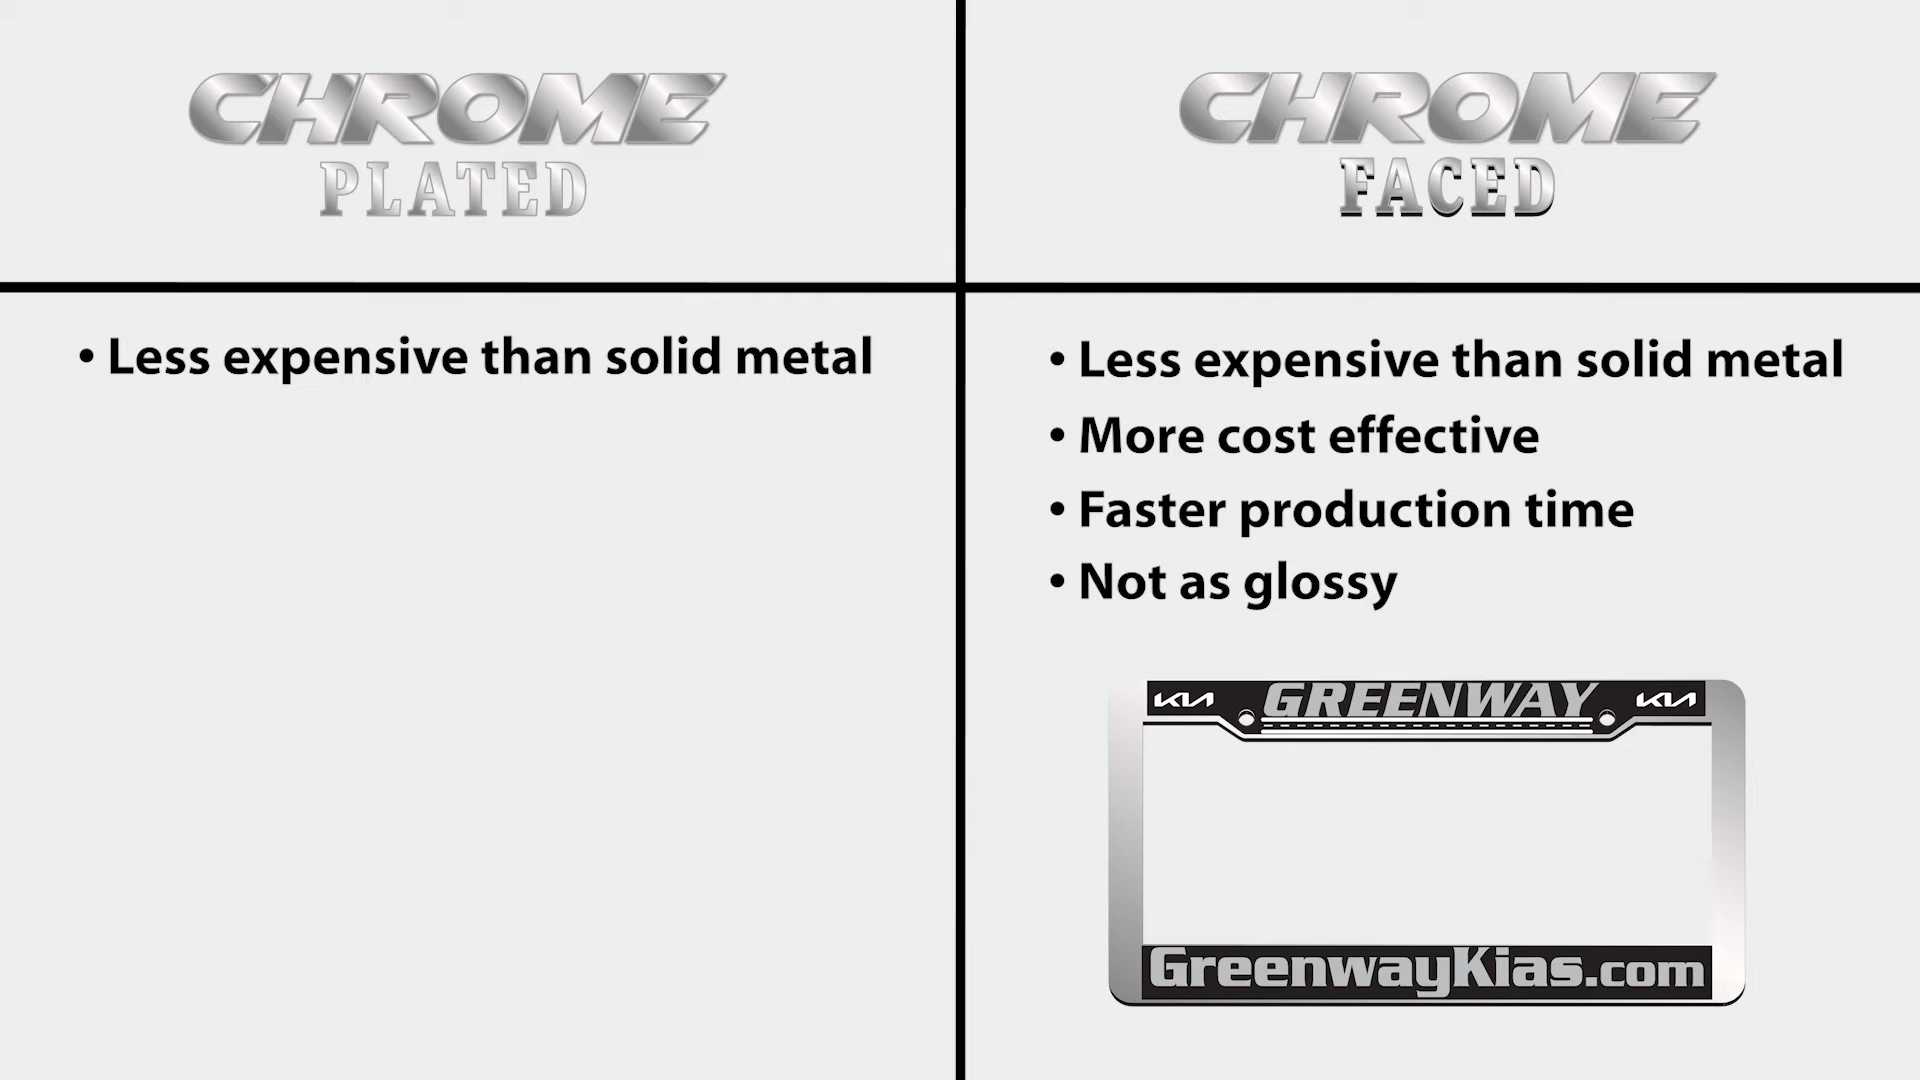 CHROME
PLATED
• Less expensive than solid metal
CHROME
FACED
• Less expensive than solid metal
• More cost effective
• Faster production time
• Not as glossy
KIA GREENWAY KIA
GreenwayKias.com